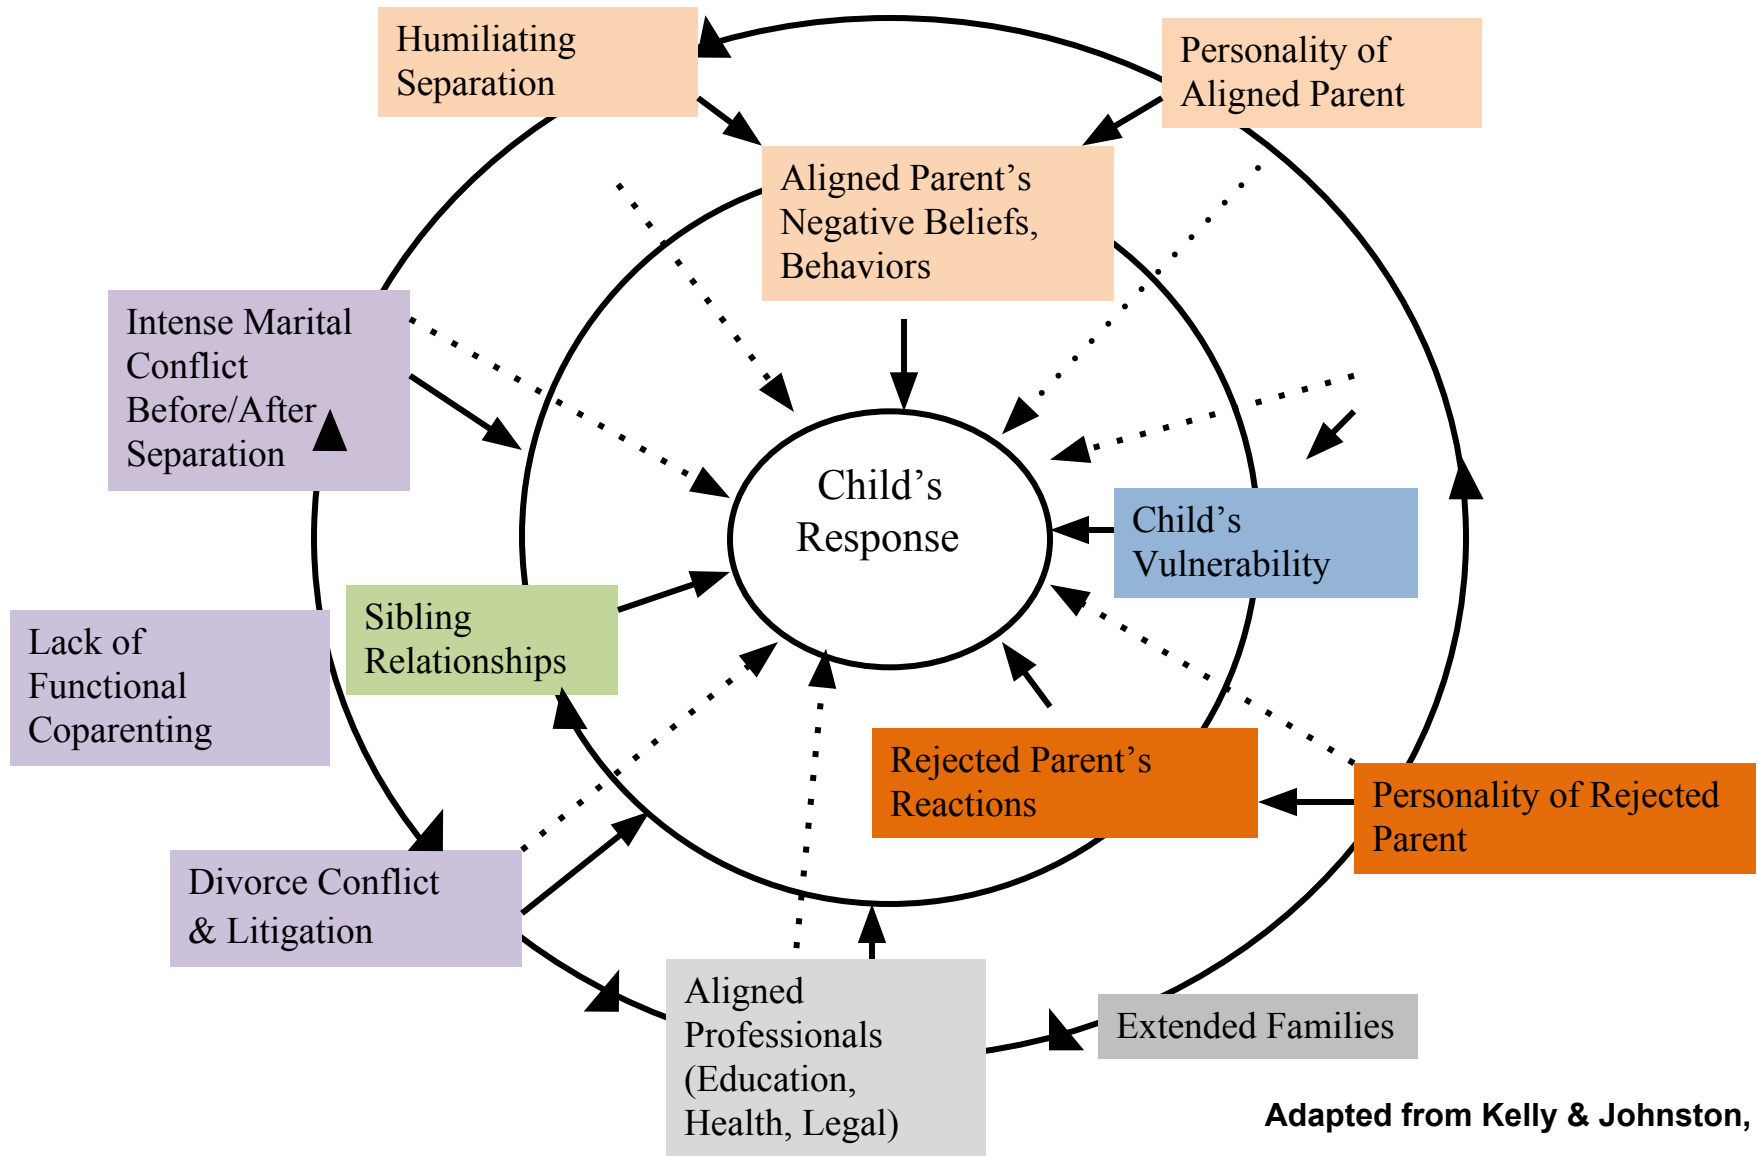 Humiliating
Separation
Personality of
Aligned Parent
Aligned Parent’s
Negative Beliefs,
Behaviors
Intense Marital
Conflict
Before/After
Separation
Child’s
Response
Child’s
Vulnerability
Sibling
Relationships
Lack of
Functional
Coparenting
Rejected Parent’s
Reactions
Personality of Rejected
Parent
Divorce Conflict
& Litigation
Aligned
Professionals
(Education,
Health, Legal)
Extended Families
Adapted from Kelly & Johnston,